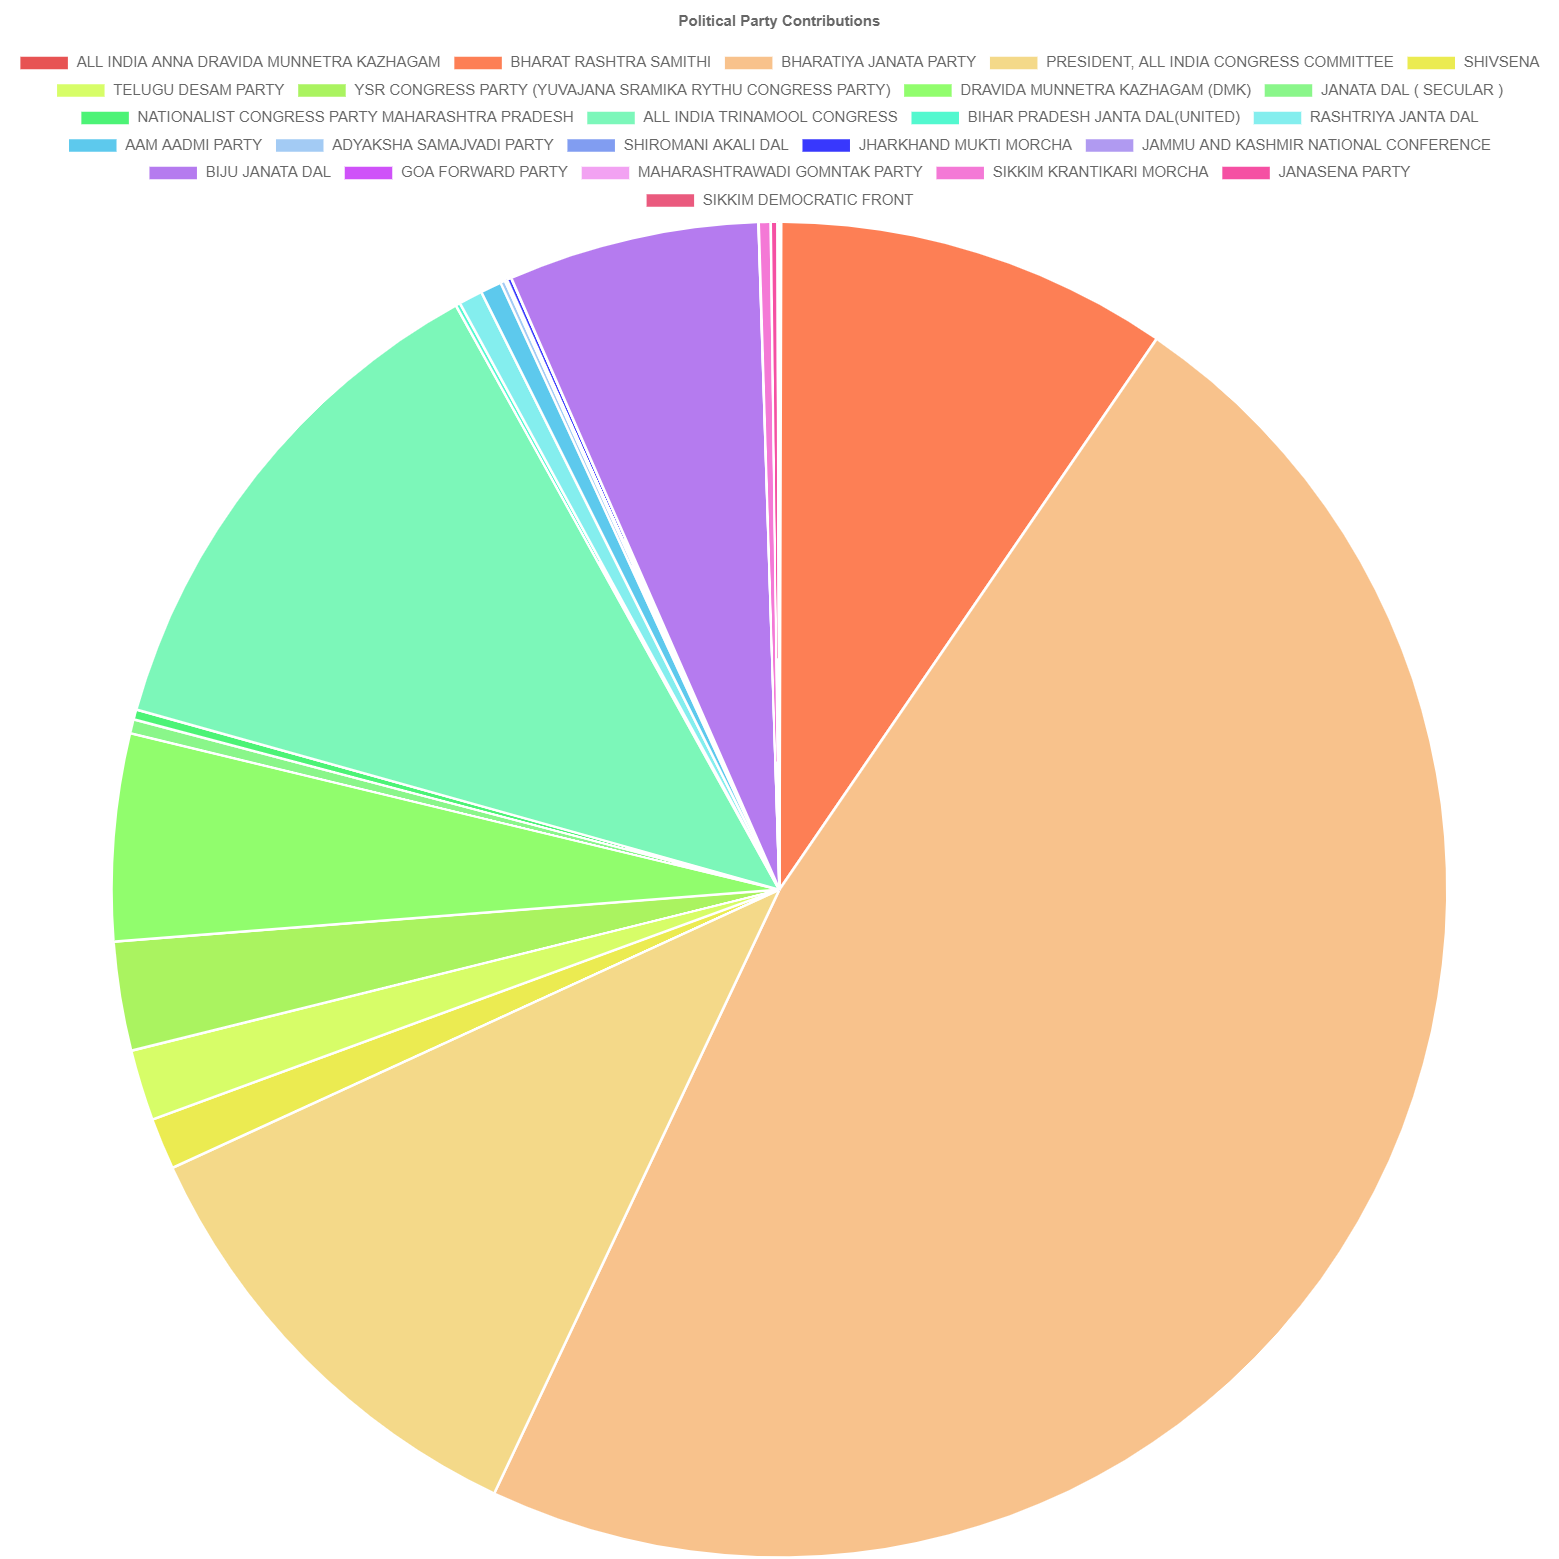 Political Party Contributions
ALL INDIA ANNA DRAVIDA MUNNETRA KAZHAGAM BHARAT RASHTRA SAMITHI BHARATIYA JANATA PARTY PRESIDENT, ALL INDIA CONGRESS COMMITTEE SHIVSENA
TELUGU DESAM PARTY YSR CONGRESS PARTY (YUVAJANA SRAMIKA RYTHU CONGRESS PARTY) DRAVIDA MUNNETRA KAZHAGAM (DMK) JANATA DAL ( SECULAR )
NATIONALIST CONGRESS PARTY MAHARASHTRA PRADESH ALL INDIA TRINAMOOL CONGRESS BIHAR PRADESH JANTA DAL(UNITED) RASHTRIYA JANTA DAL
AAM AADMI PARTY ADYAKSHA SAMAJVADI PARTY SHIROMANI AKALI DAL JHARKHAND MUKTI MORCHA JAMMU AND KASHMIR NATIONAL CONFERENCE
BIJU JANATA DAL GOA FORWARD PARTY MAHARASHTRAWADI GOMNTAK PARTY SIKKIM KRANTIKARI MORCHA JANASENA PARTY
SIKKIM DEMOCRATIC FRONT